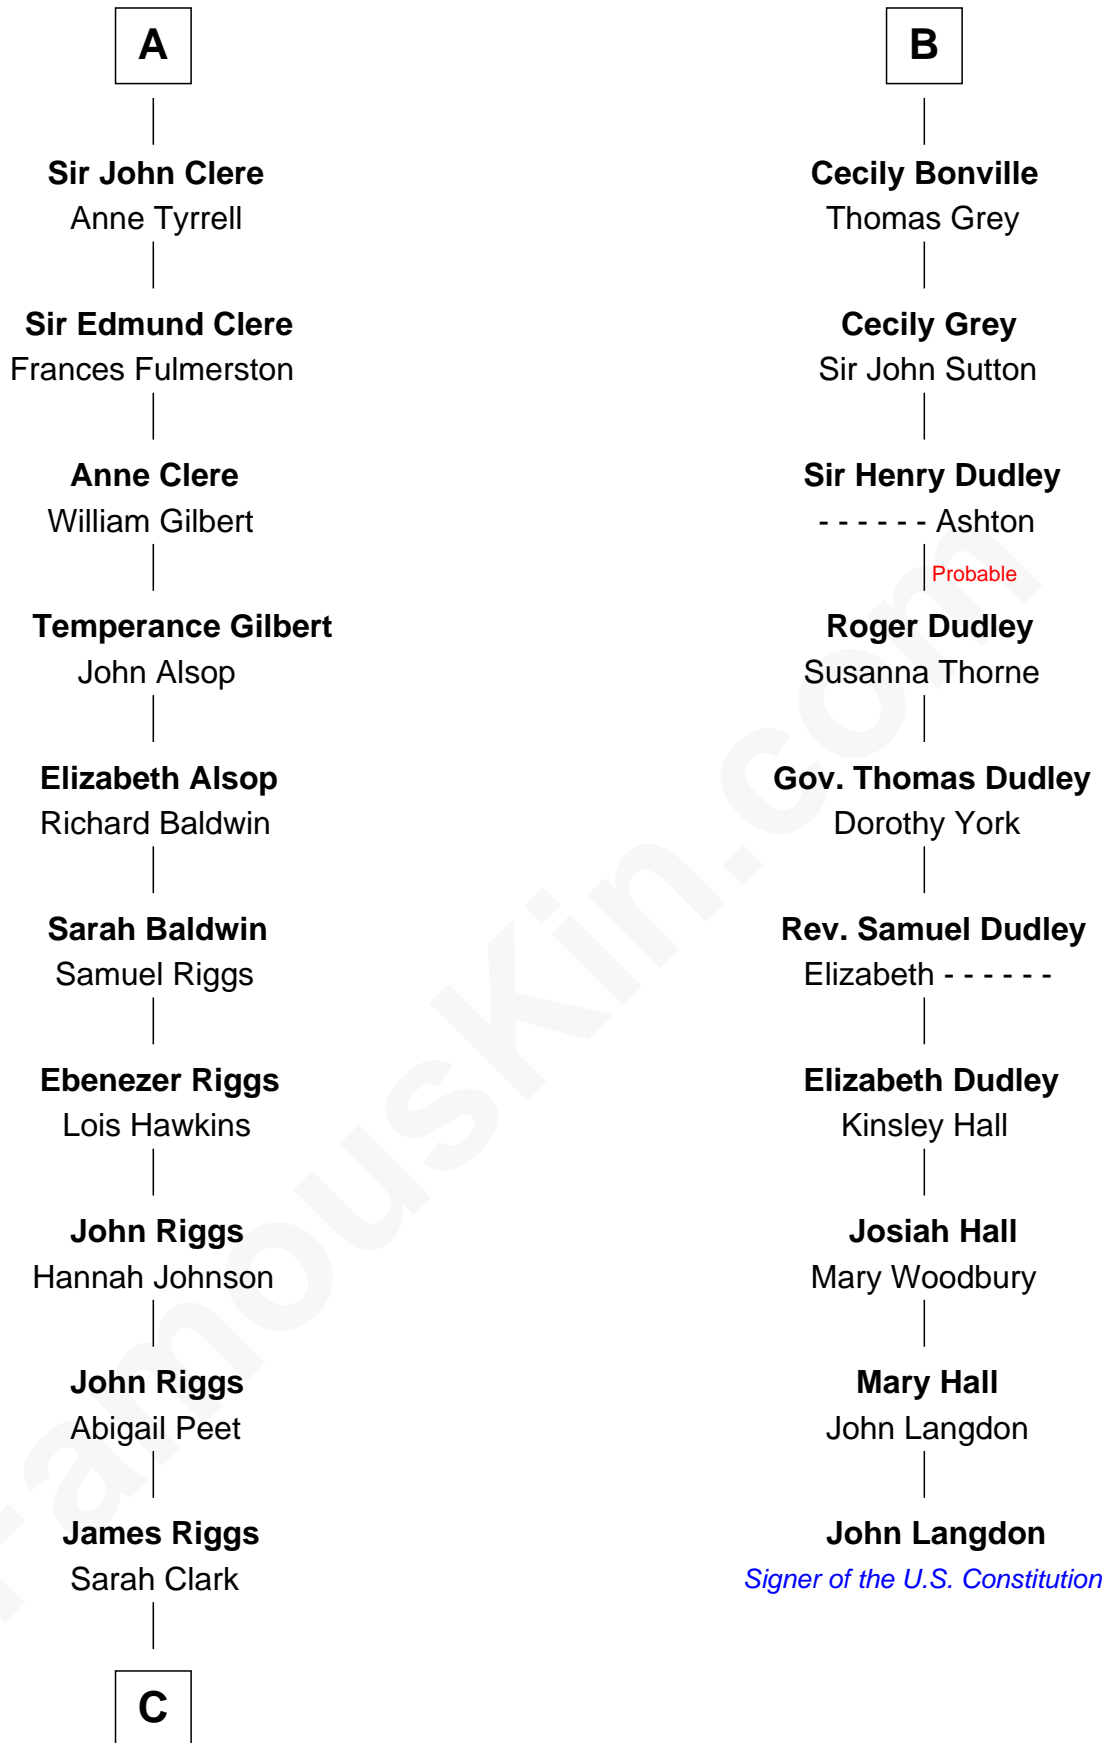 A
Sir John Clere
Anne Tyrrell
Sir Edmund Clere
Frances Fulmerston
Anne Clere
William Gilbert
Temperance Gilbert
John Alsop
Elizabeth Alsop
Richard Baldwin
Sarah Baldwin
Samuel Riggs
Ebenezer Riggs
Lois Hawkins
John Riggs
Hannah Johnson
John Riggs
Abigail Peet
James Riggs
Sarah Clark
C
B
Cecily Bonville
Thomas Grey
Cecily Grey
Sir John Sutton
Sir Henry Dudley
- - - - - - Ashton
Probable
Roger Dudley
Susanna Thorne
Gov. Thomas Dudley
Dorothy York
Rev. Samuel Dudley
Elizabeth - - - - - -
Elizabeth Dudley
Kinsley Hall
Josiah Hall
Mary Woodbury
Mary Hall
John Langdon
John Langdon
Signer of the U.S. Constitution
FamousKin.com